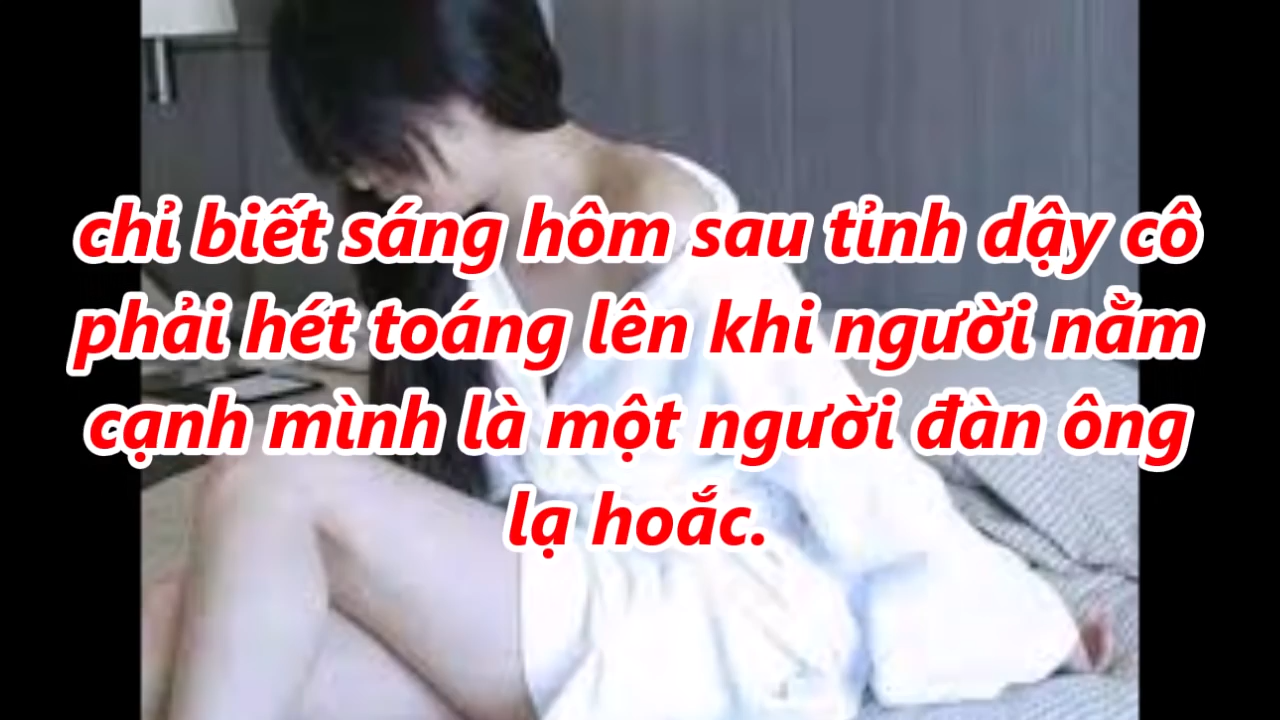 chỉ biết sáng hôm sau tỉnh dậy cô
phải hét toáng lên khi người nằm
cạnh mình là một người đàn ông
lạ hoắc.